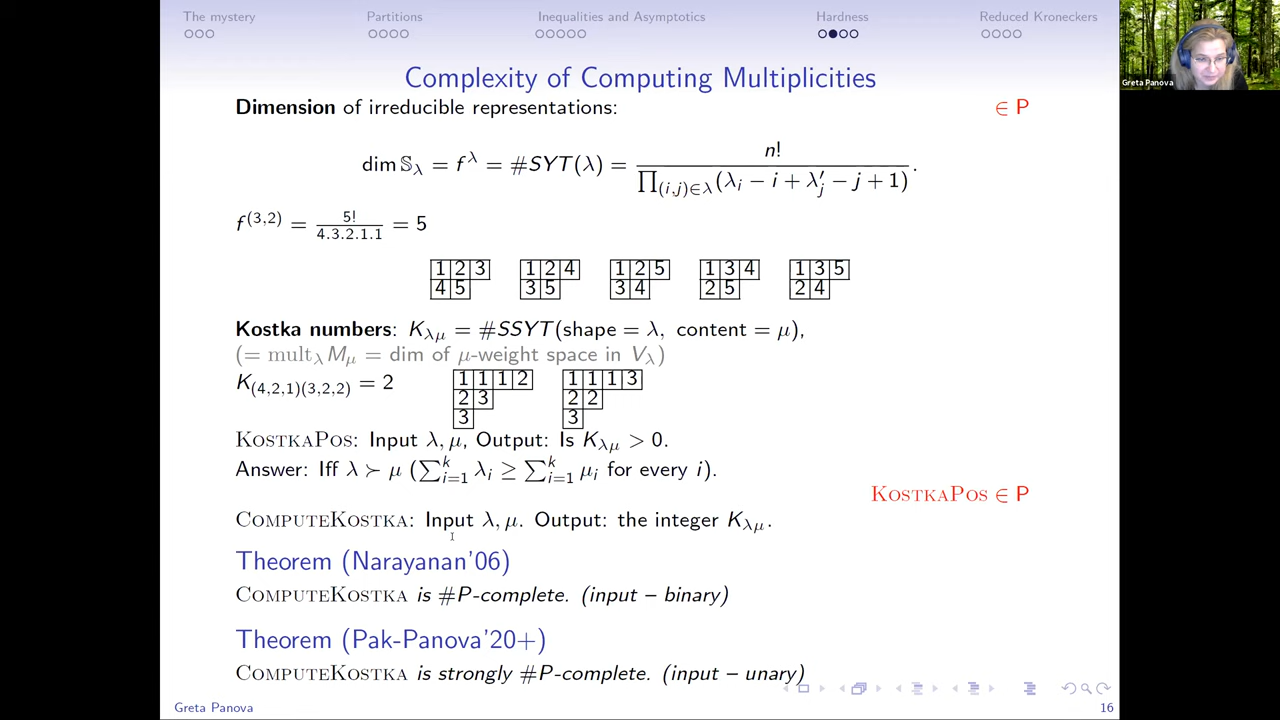 The mystery Partitions Inequalities and Asymptotics Hardness Reduced Kroneckers
Greta Panova
Complexity of Computing Multiplicities
Dimension of irreducible representations: ∈ P
dim 𝕊_λ = f^λ = #SYT(λ) = n! / ∏_{(i,j)∈λ}(λ_i − i + λ′_j − j + 1).
f^{(3,2)} = 5!/4.3.2.1.1 = 5
1 2 3 1 2 4 1 2 5 1 3 4 1 3 5
4 5 3 5 3 4 2 5 2 4
Kostka numbers: K_{λμ} = #SSYT(shape = λ, content = μ),
(= mult_λ M_μ = dim of μ-weight space in V_λ)
K_{(4,2,1)(3,2,2)} = 2
1 1 1 2 1 1 1 3
2 3 2 2
3 3
KostkaPos: Input λ, μ, Output: Is K_{λμ} > 0.
Answer: Iff λ ≻ μ (∑_{i=1}^k λ_i ≥ ∑_{i=1}^k μ_i for every i).
KostkaPos ∈ P
ComputeKostka: Input λ, μ. Output: the integer K_{λμ}.
Theorem (Narayanan'06)
ComputeKostka is #P-complete. (input – binary)
Theorem (Pak-Panova'20+)
ComputeKostka is strongly #P-complete. (input – unary)
Greta Panova 16